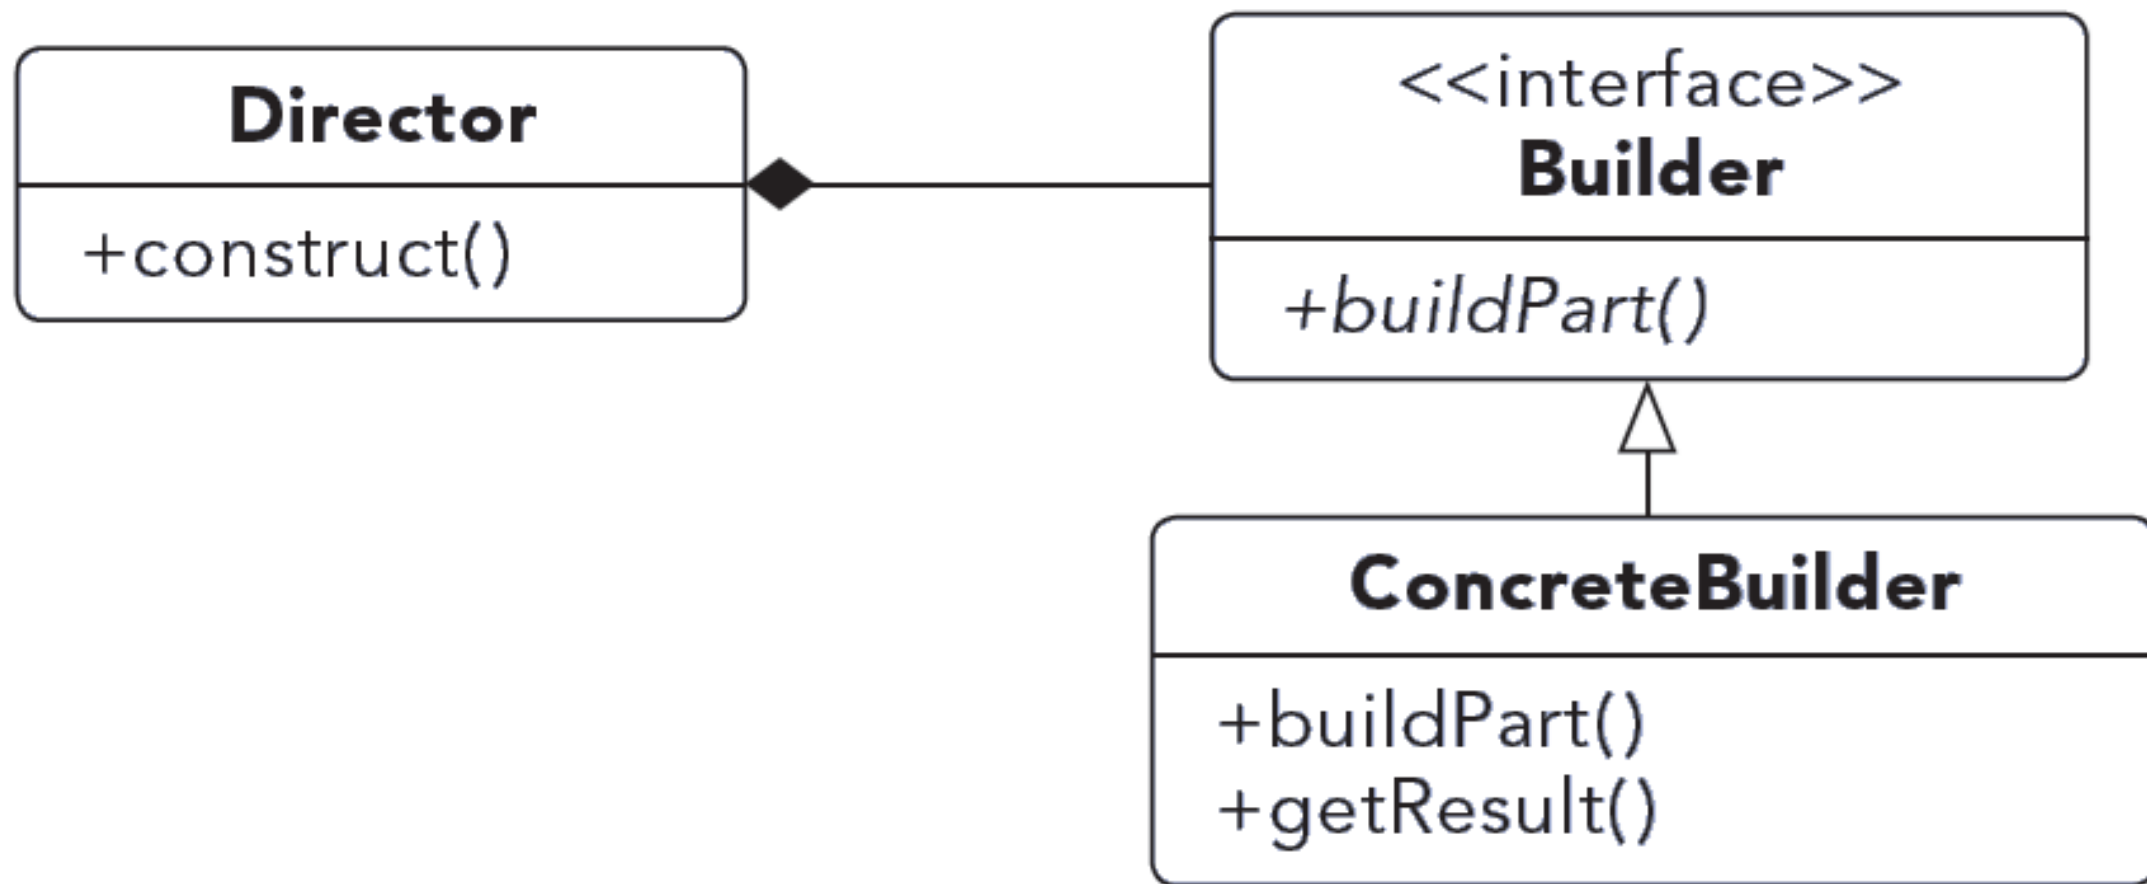 Director
+construct()
<<interface>>
Builder
+buildPart()
ConcreteBuilder
+buildPart()
+getResult()